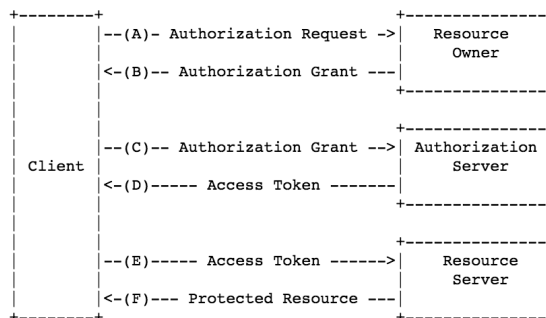 +--------+                               +---------------
|        |--(A)- Authorization Request ->|   Resource
|        |                               |     Owner
|        |<-(B)-- Authorization Grant ---|
|        |                               +---------------
|        |
|        |                               +---------------
|        |--(C)-- Authorization Grant -->| Authorization
| Client |                               |     Server
|        |<-(D)----- Access Token -------|
|        |                               +---------------
|        |
|        |                               +---------------
|        |--(E)----- Access Token ------>|    Resource
|        |                               |     Server
|        |<-(F)--- Protected Resource ---|
+--------+                               +---------------